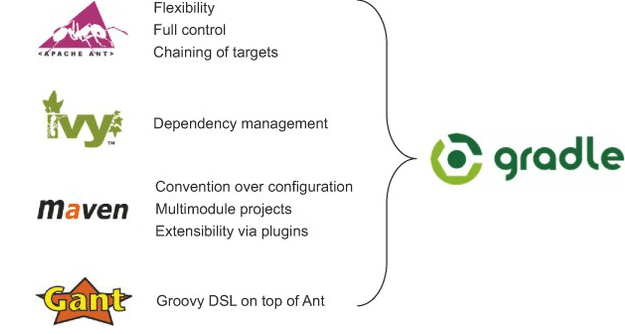 Flexibility
Full control
<APACHE ANT>
Chaining of targets
ivy
TM
Dependency management
gradle
Convention over configuration
maven
Multimodule projects
Extensibility via plugins
Gant
Groovy DSL on top of Ant